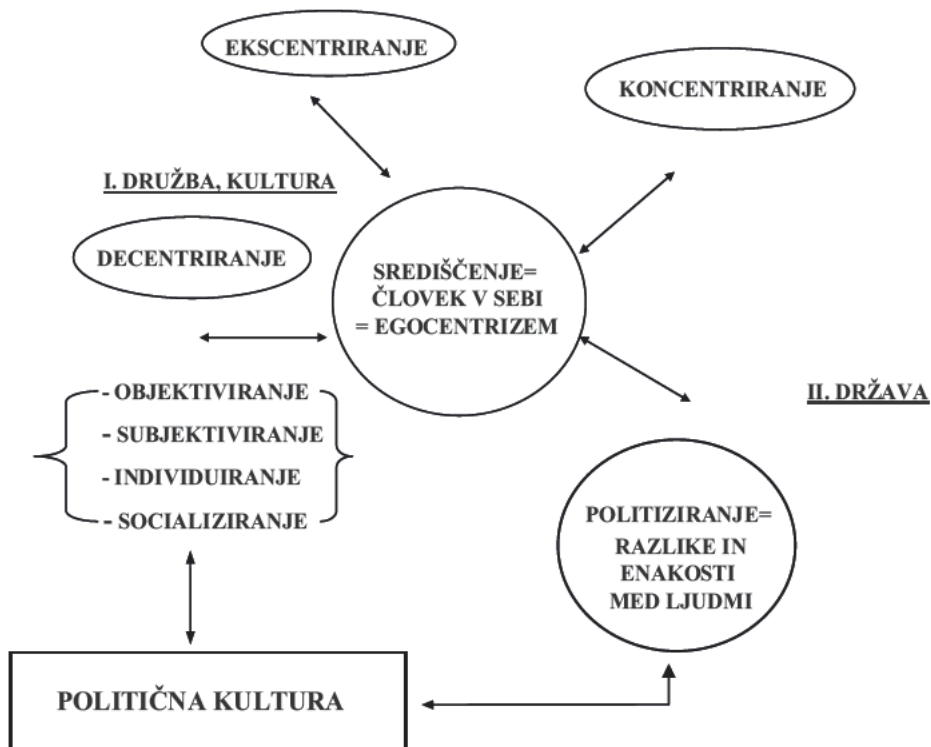 EKSCENTRIRANJE
KONCENTRIRANJE
I. DRUŽBA, KULTURA
DECENTRIRANJE
SREDIŠČENJE=
ČLOVEK V SEBI
= EGOCENTRIZEM
- OBJEKTIVIRANJE
- SUBJEKTIVIRANJE
- INDIVIDUIRANJE
- SOCIALIZIRANJE
II. DRŽAVA
POLITIZIRANJE=
RAZLIKE IN
ENAKOSTI
MED LJUDMI
POLITIČNA KULTURA